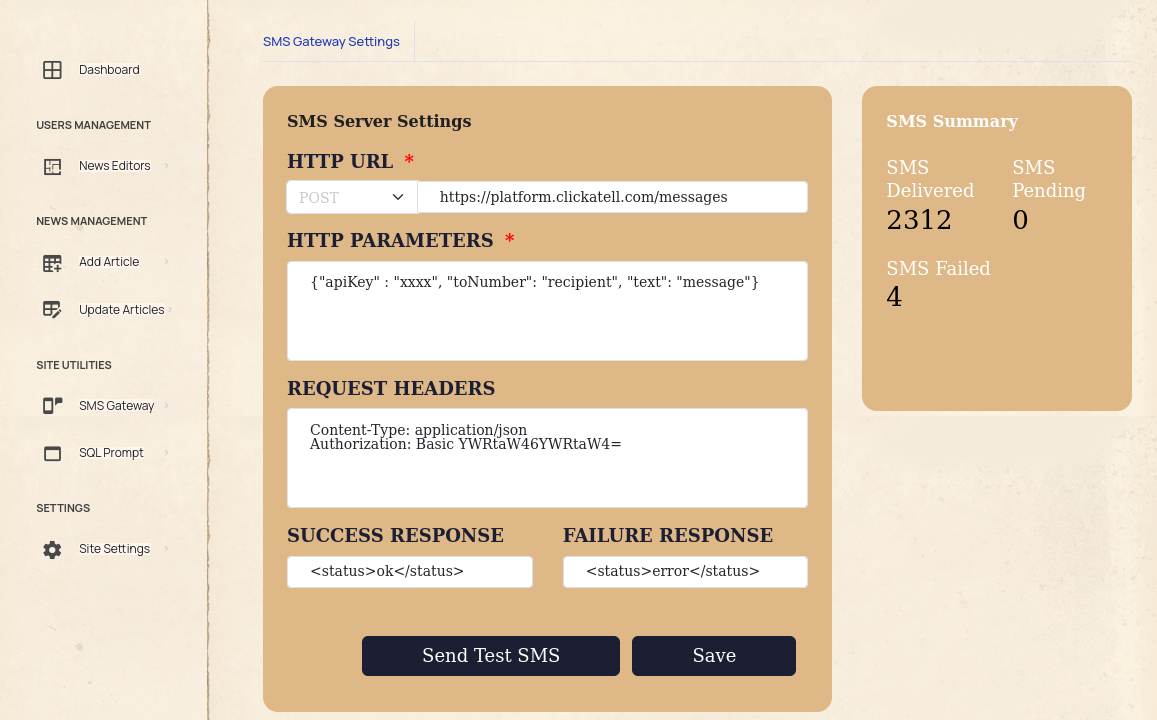 SMS Gateway Settings
Dashboard
USERS MANAGEMENT
News Editors
NEWS MANAGEMENT
Add Article
Update Articles
SITE UTILITIES
SMS Gateway
SQL Prompt
SETTINGS
Site Settings
SMS Server Settings
HTTP URL *
POST
https://platform.clickatell.com/messages
HTTP PARAMETERS *
{"apiKey" : "xxxx", "toNumber": "recipient", "text": "message"}
REQUEST HEADERS
Content-Type: application/json
Authorization: Basic YWRtaW46YWRtaW4=
SUCCESS RESPONSE
<status>ok</status>
FAILURE RESPONSE
<status>error</status>
Send Test SMS
Save
SMS Summary
SMS
Delivered
2312
SMS
Pending
0
SMS Failed
4